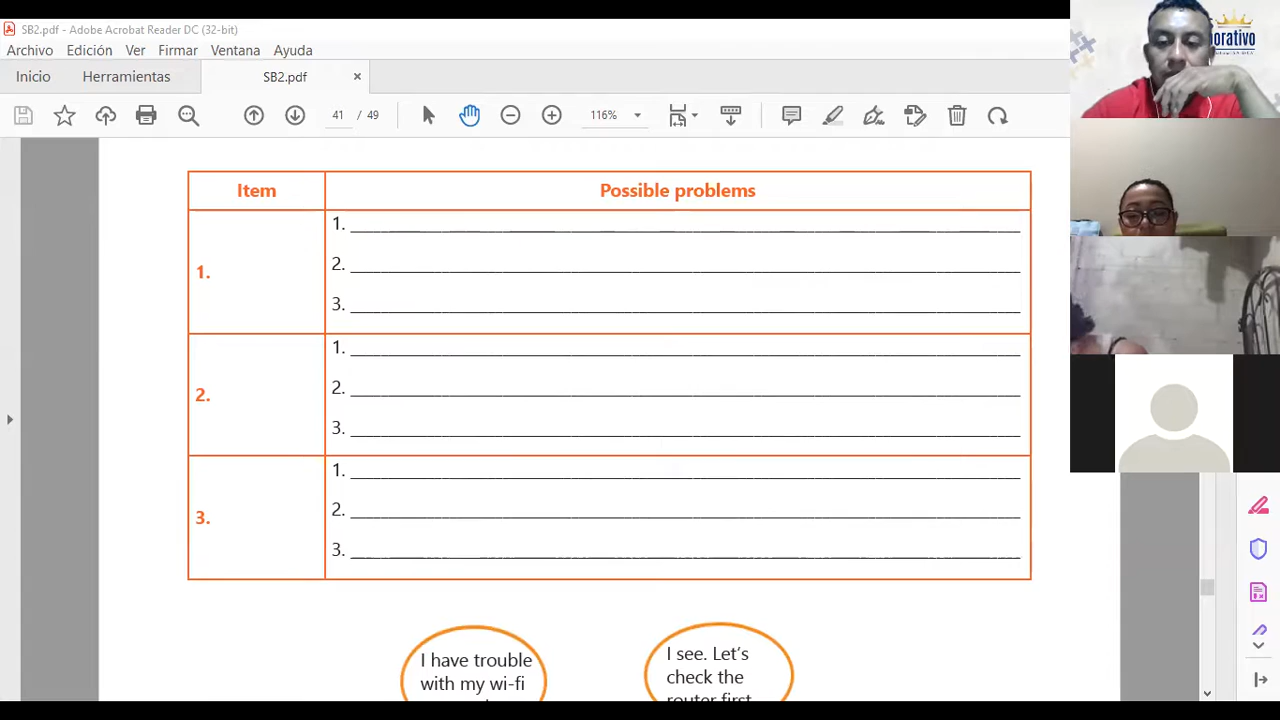 SB2.pdf - Adobe Acrobat Reader DC (32-bit)
Archivo Edición Ver Firmar Ventana Ayuda
Inicio Herramientas SB2.pdf ×
41 / 49 116%
Item Possible problems
1.
1.
2.
3.
2.
1.
2.
3.
3.
1.
2.
3.
I have trouble
with my wi-fi
I see. Let's
check the
router first